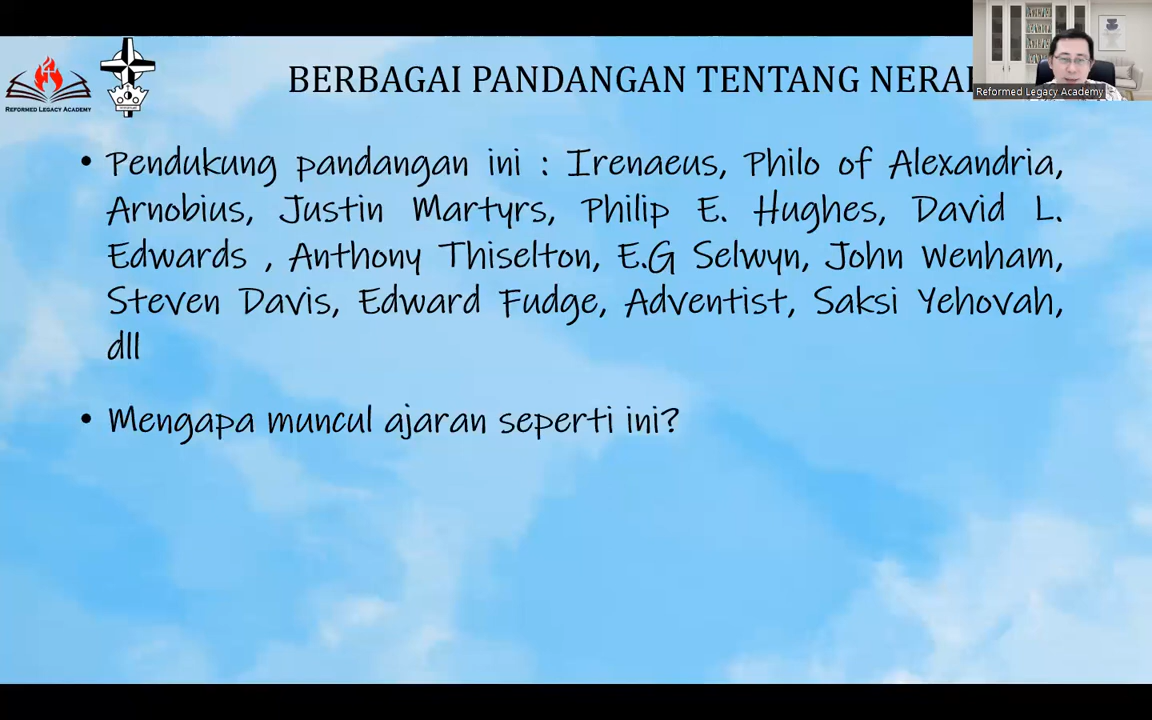 BERBAGAI PANDANGAN TENTANG NERA
Reformed Legacy Academy
REFORMED LEGACY ACADEMY
• Pendukung pandangan ini : Irenaeus, Philo of Alexandria,
Arnobius, Justin Martyrs, Philip E. Hughes, David L.
Edwards , Anthony Thiselton, E.G Selwyn, John Wenham,
Steven Davis, Edward Fudge, Adventist, Saksi Yehovah,
dll
• Mengapa muncul ajaran seperti ini?